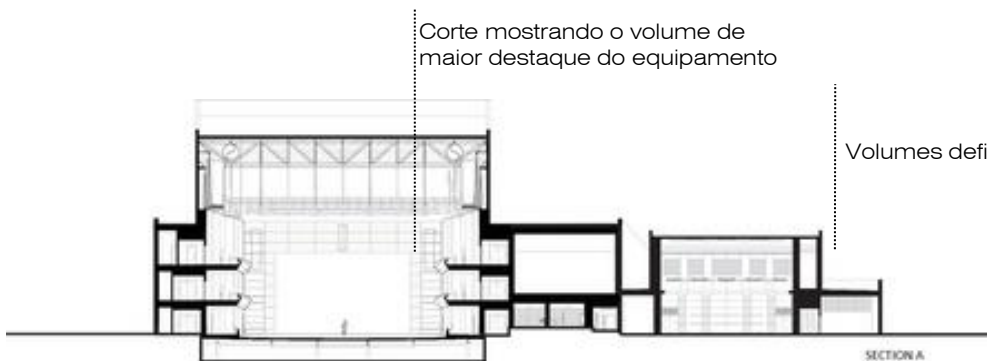 Corte mostrando o volume de
maior destaque do equipamento
Volumes defi
SECTION A